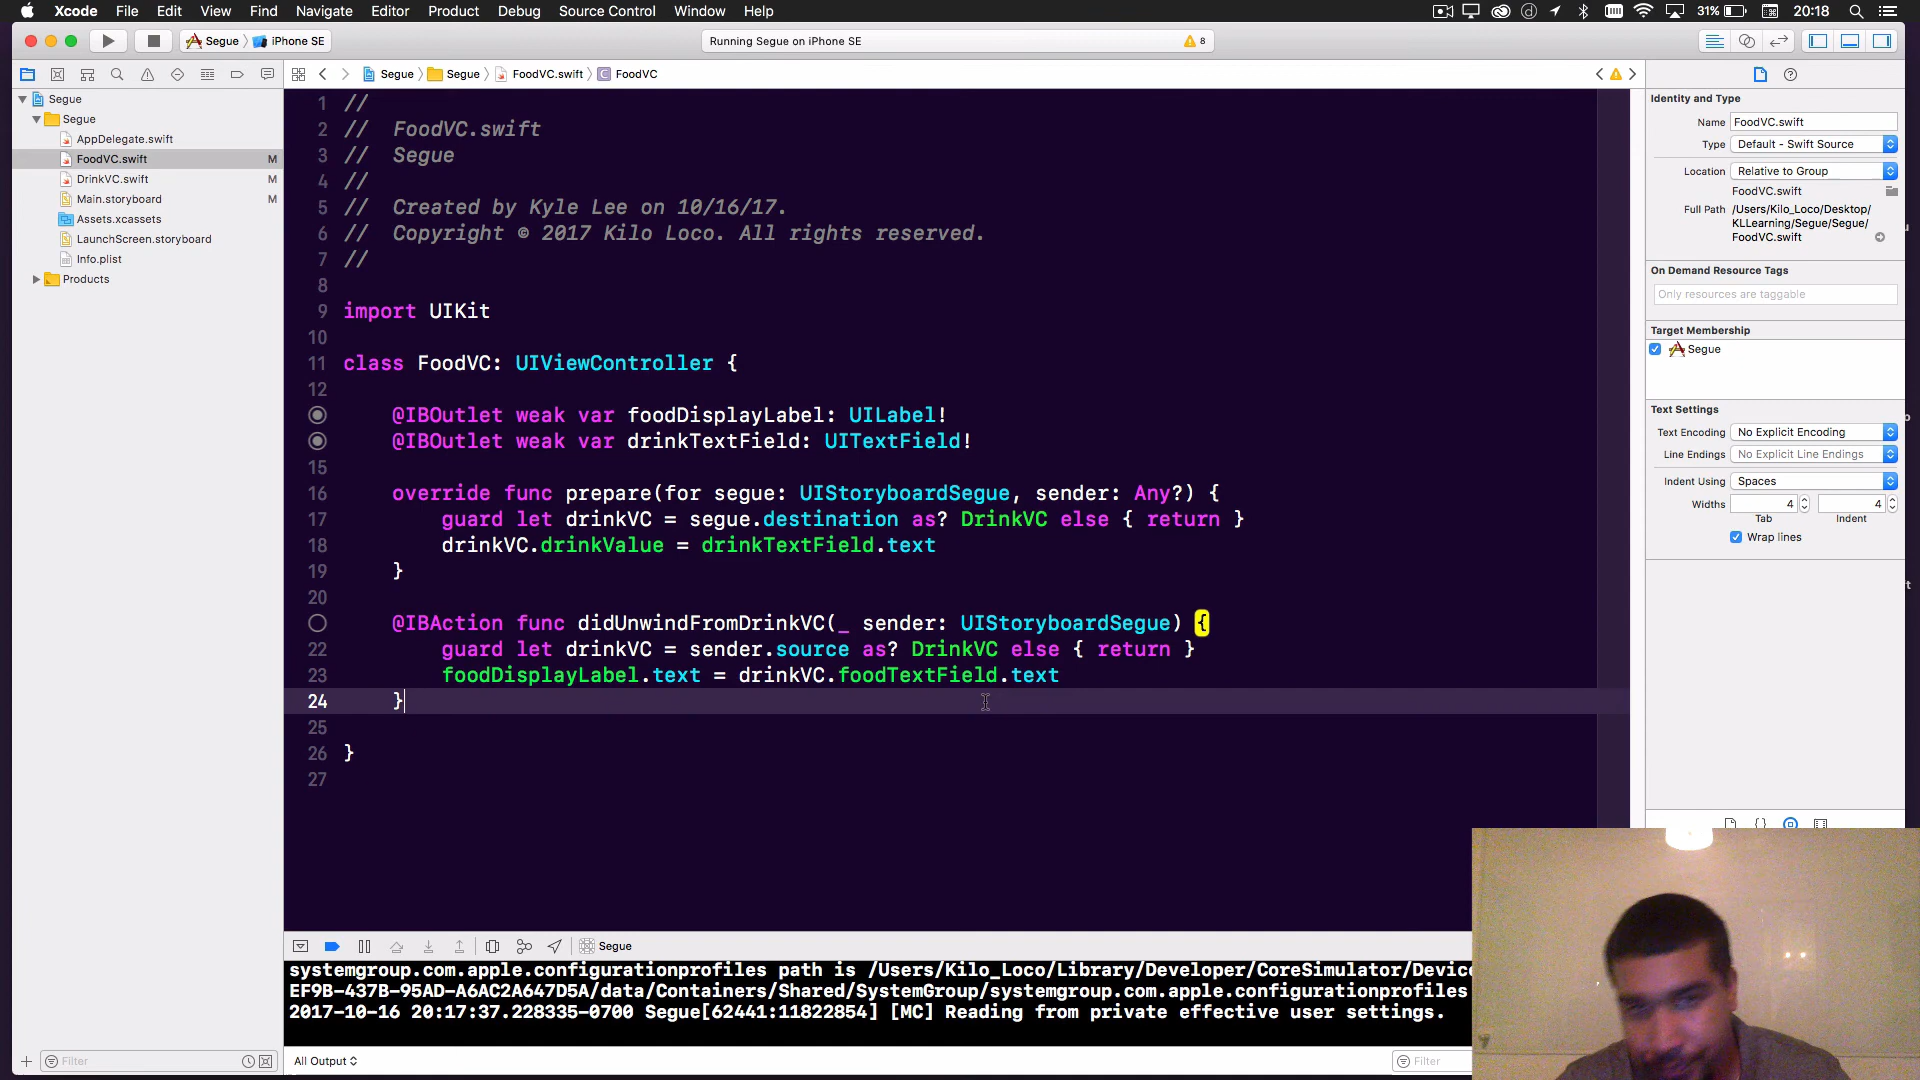 Xcode File Edit View Find Navigate Editor Product Debug Source Control Window Help 31% 20:18
Segue iPhone SE Running Segue on iPhone SE 8
Segue Segue FoodVC.swift FoodVC
Segue
Segue
AppDelegate.swift
FoodVC.swift M
DrinkVC.swift M
Main.storyboard M
Assets.xcassets
LaunchScreen.storyboard
Info.plist
Products
Filter
1 //
2 // FoodVC.swift
3 // Segue
4 //
5 // Created by Kyle Lee on 10/16/17.
6 // Copyright © 2017 Kilo Loco. All rights reserved.
7 //
8
9 import UIKit
10
11 class FoodVC: UIViewController {
12
@IBOutlet weak var foodDisplayLabel: UILabel!
@IBOutlet weak var drinkTextField: UITextField!
15
16 override func prepare(for segue: UIStoryboardSegue, sender: Any?) {
17 guard let drinkVC = segue.destination as? DrinkVC else { return }
18 drinkVC.drinkValue = drinkTextField.text
19 }
20
@IBAction func didUnwindFromDrinkVC(_ sender: UIStoryboardSegue) {
22 guard let drinkVC = sender.source as? DrinkVC else { return }
23 foodDisplayLabel.text = drinkVC.foodTextField.text
24 }
25
26 }
27
Segue
systemgroup.com.apple.configurationprofiles path is /Users/Kilo_Loco/Library/Developer/CoreSimulator/Device
EF9B-437B-95AD-A6AC2A647D5A/data/Containers/Shared/SystemGroup/systemgroup.com.apple.configurationprofiles
2017-10-16 20:17:37.228335-0700 Segue[62441:11822854] [MC] Reading from private effective user settings.
All Output Filter
Identity and Type
Name FoodVC.swift
Type Default - Swift Source
Location Relative to Group
FoodVC.swift
Full Path /Users/Kilo_Loco/Desktop/
KLLearning/Segue/Segue/
FoodVC.swift
On Demand Resource Tags
Only resources are taggable
Target Membership
Segue
Text Settings
Text Encoding No Explicit Encoding
Line Endings No Explicit Line Endings
Indent Using Spaces
Widths 4 4
Tab Indent
Wrap lines